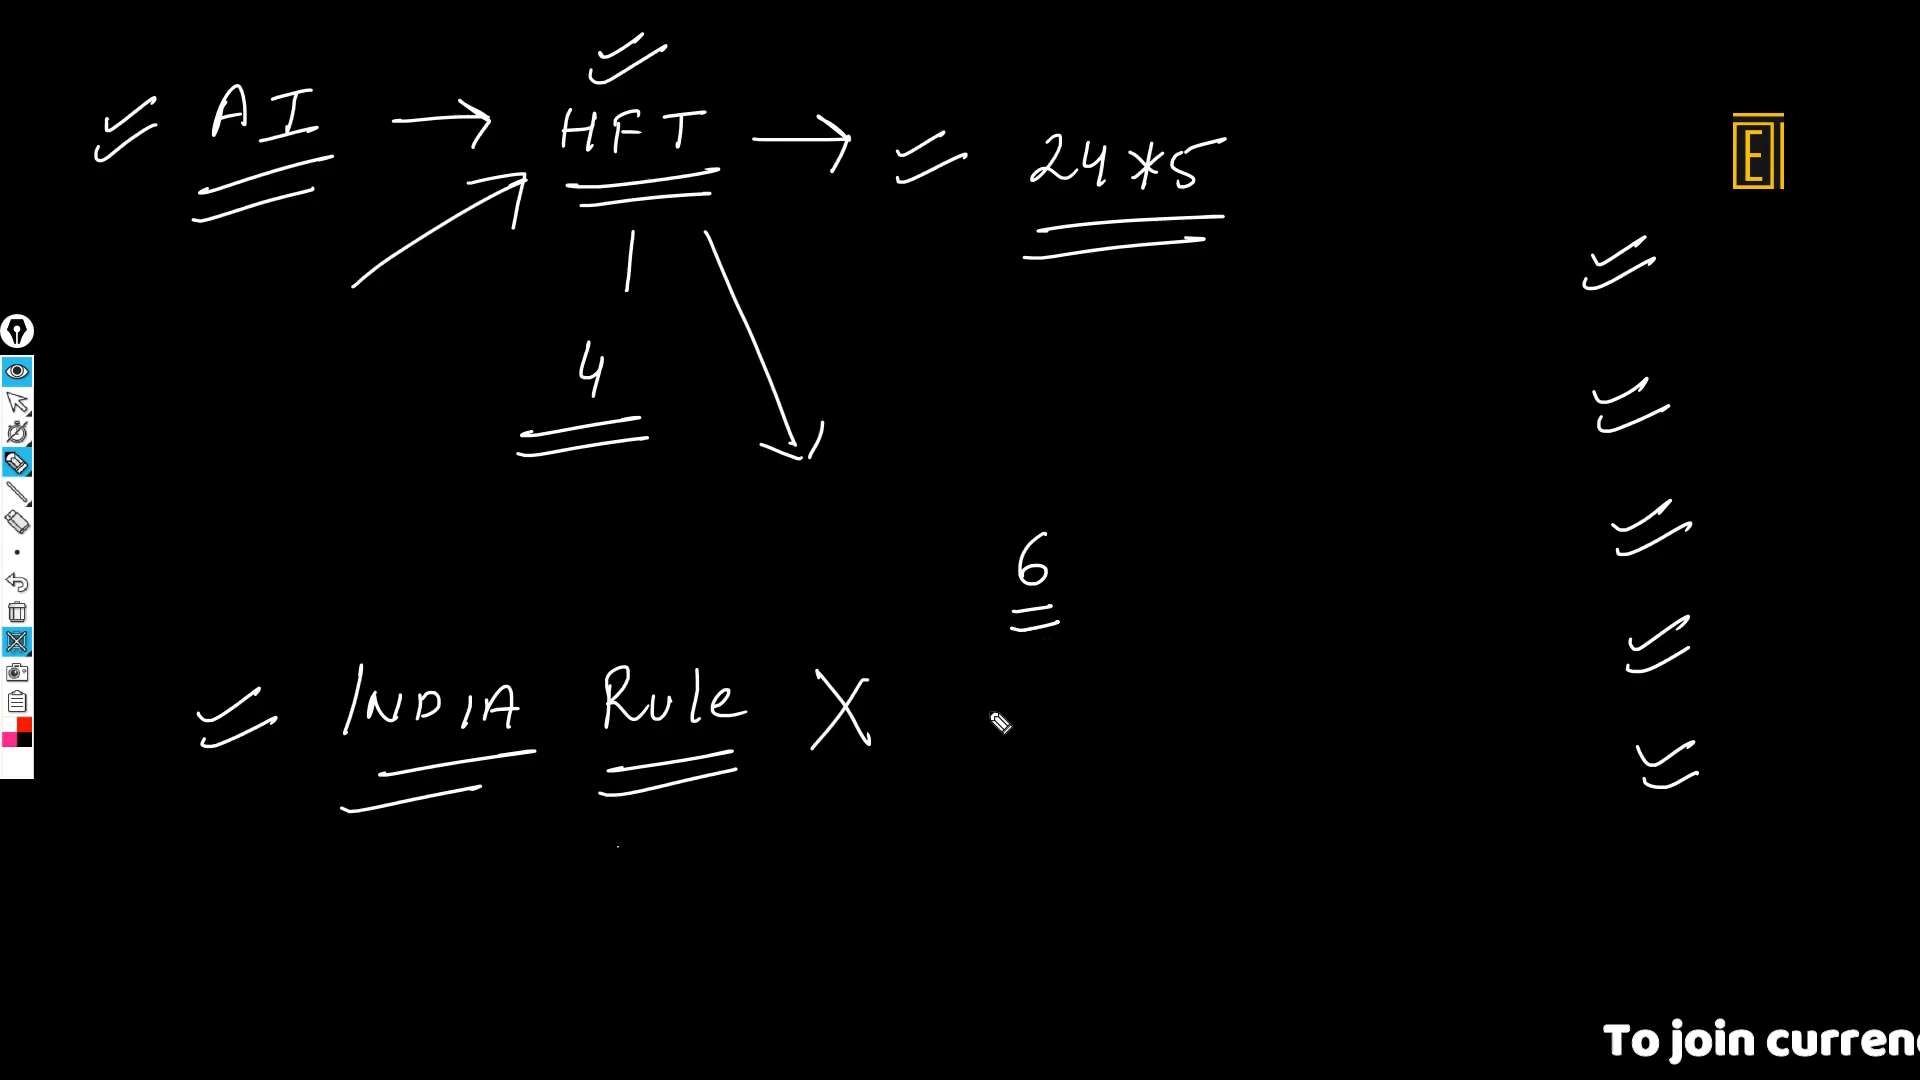 AI → HFT → 24*5
E
4
6
INDIA Rule X
To join curren